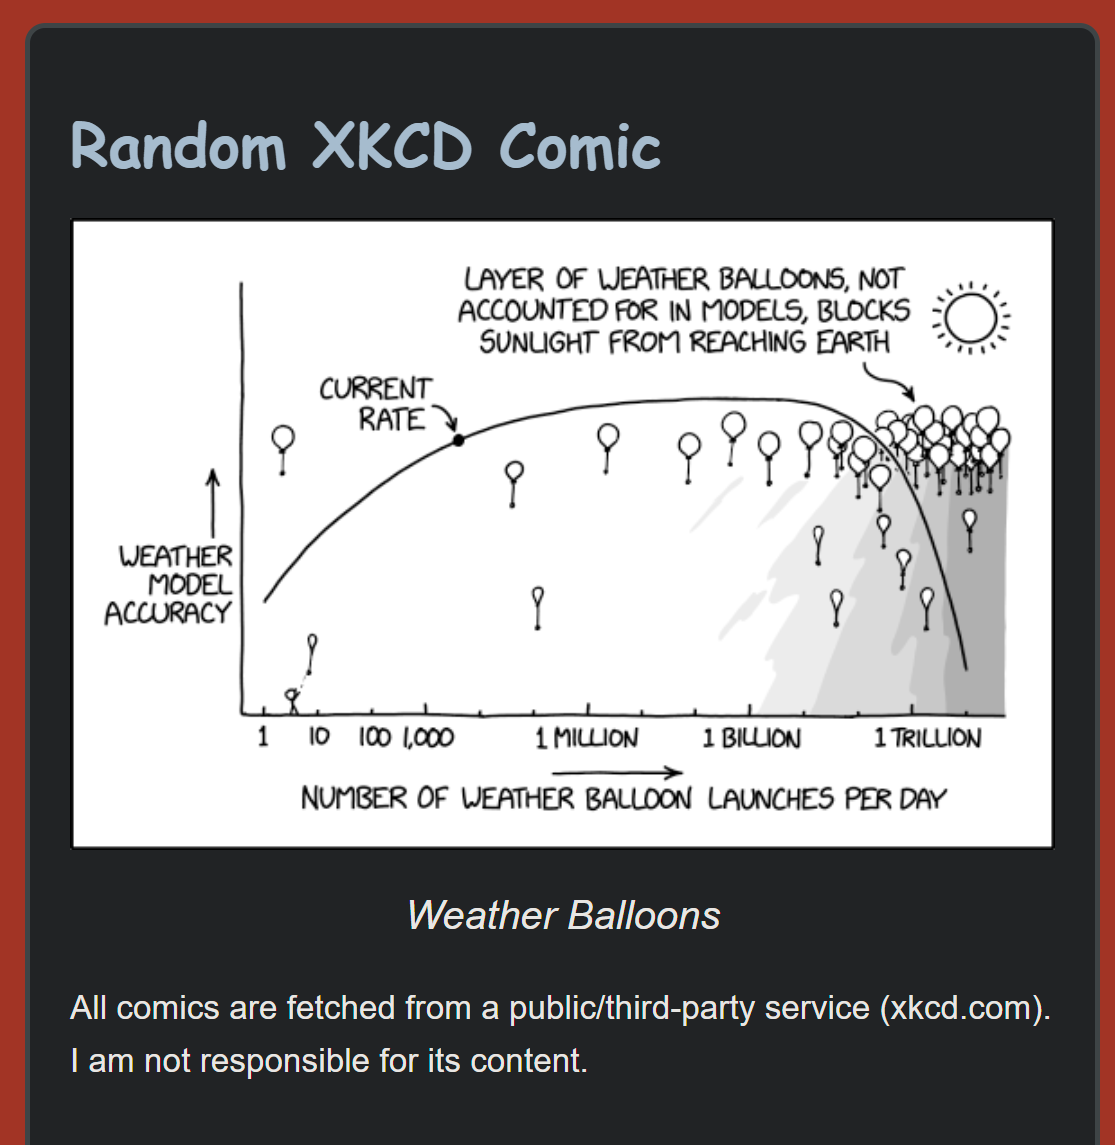 Random XKCD Comic
LAYER OF WEATHER BALLOONS, NOT
ACCOUNTED FOR IN MODELS, BLOCKS
SUNLIGHT FROM REACHING EARTH
CURRENT
RATE
WEATHER
MODEL
ACCURACY
1 10 100 1,000 1 MILLION 1 BILLION 1 TRILLION
NUMBER OF WEATHER BALLOON LAUNCHES PER DAY
Weather Balloons
All comics are fetched from a public/third-party service (xkcd.com).
I am not responsible for its content.